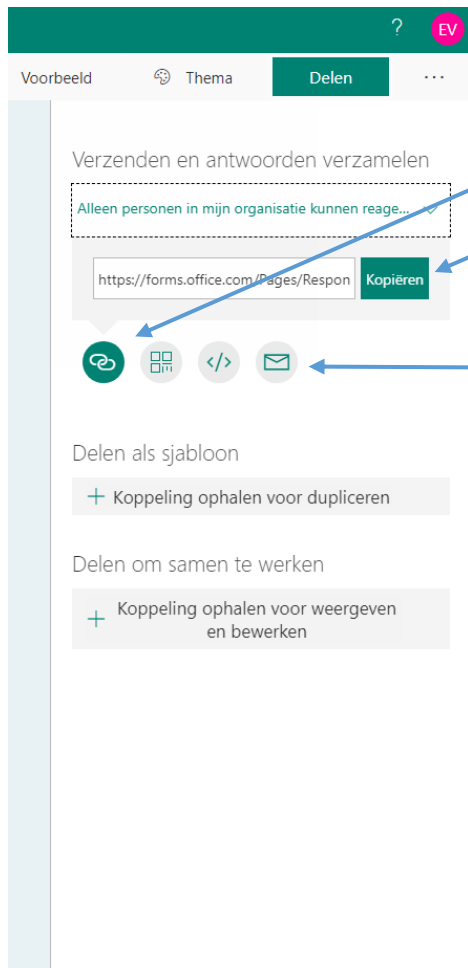 ? EV
Voorbeeld Thema Delen ...
Verzenden en antwoorden verzamelen
Alleen personen in mijn organisatie kunnen reage...
https://forms.office.com/Pages/Respon Kopiëren
</>
Delen als sjabloon
+ Koppeling ophalen voor dupliceren
Delen om samen te werken
+ Koppeling ophalen voor weergeven
en bewerken